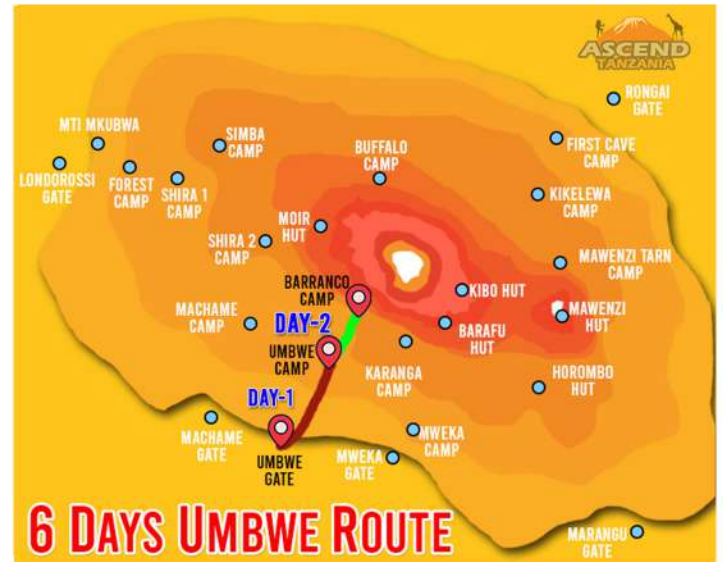 ASCEND
TANZANIA
RONGAI
GATE
MTI MKUBWA
SIMBA
CAMP
FIRST CAVE
CAMP
BUFFALO
CAMP
LONDOROSSI
GATE
FOREST
CAMP
SHIRA 1
CAMP
KIKELEWA
CAMP
MOIR
HUT
SHIRA 2
CAMP
MAWENZI TARN
CAMP
BARRANCO
CAMP
KIBO HUT
MACHAME
CAMP
DAY-2
MAWENZI
HUT
BARAFU
HUT
UMBWE
CAMP
KARANGA
CAMP
HOROMBO
HUT
DAY-1
MACHAME
GATE
UMBWE
GATE
MWEKA
CAMP
MWEKA
GATE
6 DAYS UMBWE ROUTE
MARANGU
GATE